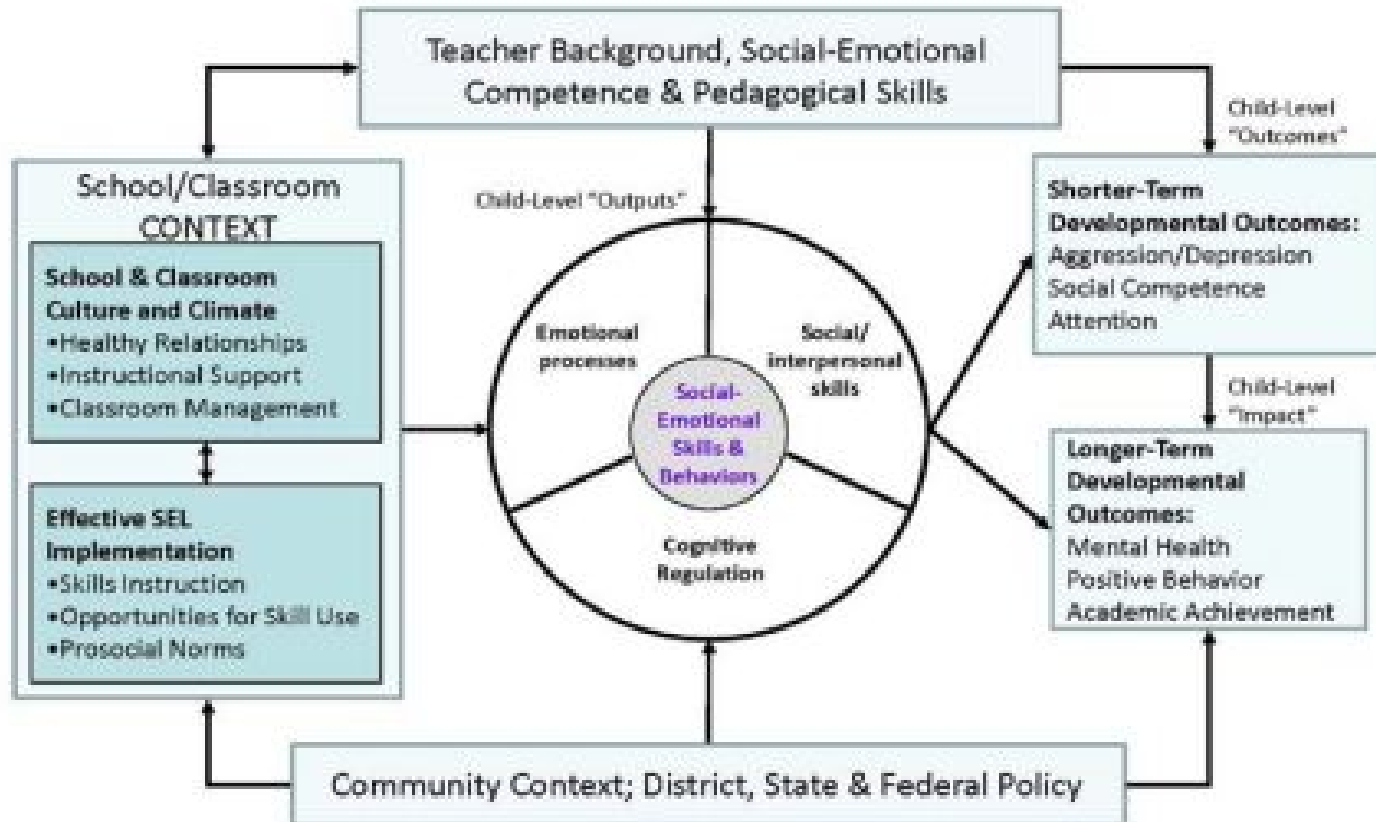 Teacher Background, Social-Emotional
Competence & Pedagogical Skills
Child-Level
"Outcomes"
School/Classroom
CONTEXT
School & Classroom
Culture and Climate
•Healthy Relationships
•Instructional Support
•Classroom Management
Effective SEL
Implementation
•Skills Instruction
•Opportunities for Skill Use
•Prosocial Norms
Child-Level "Outputs"
Emotional
processes
Social/
interpersonal
skills
Social-
Emotional
Skills &
Behaviors
Cognitive
Regulation
Shorter-Term
Developmental Outcomes:
Aggression/Depression
Social Competence
Attention
Child-Level
"Impact"
Longer-Term
Developmental
Outcomes:
Mental Health
Positive Behavior
Academic Achievement
Community Context; District, State & Federal Policy